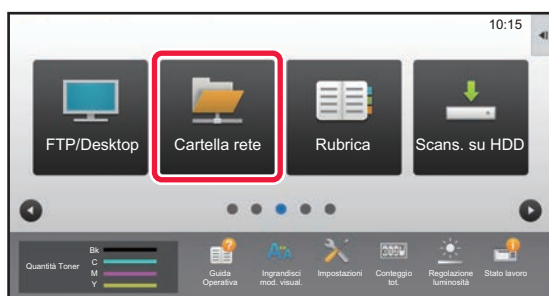 10:15
FTP/Desktop
Cartella rete
Rubrica
Scans. su HDD
Quantità Toner
Bk
C
M
Y
Guida
Operativa
Ingrandisci
mod. visual.
Impostazioni
Conteggio
tot.
Regolazione
luminosità
Stato lavoro